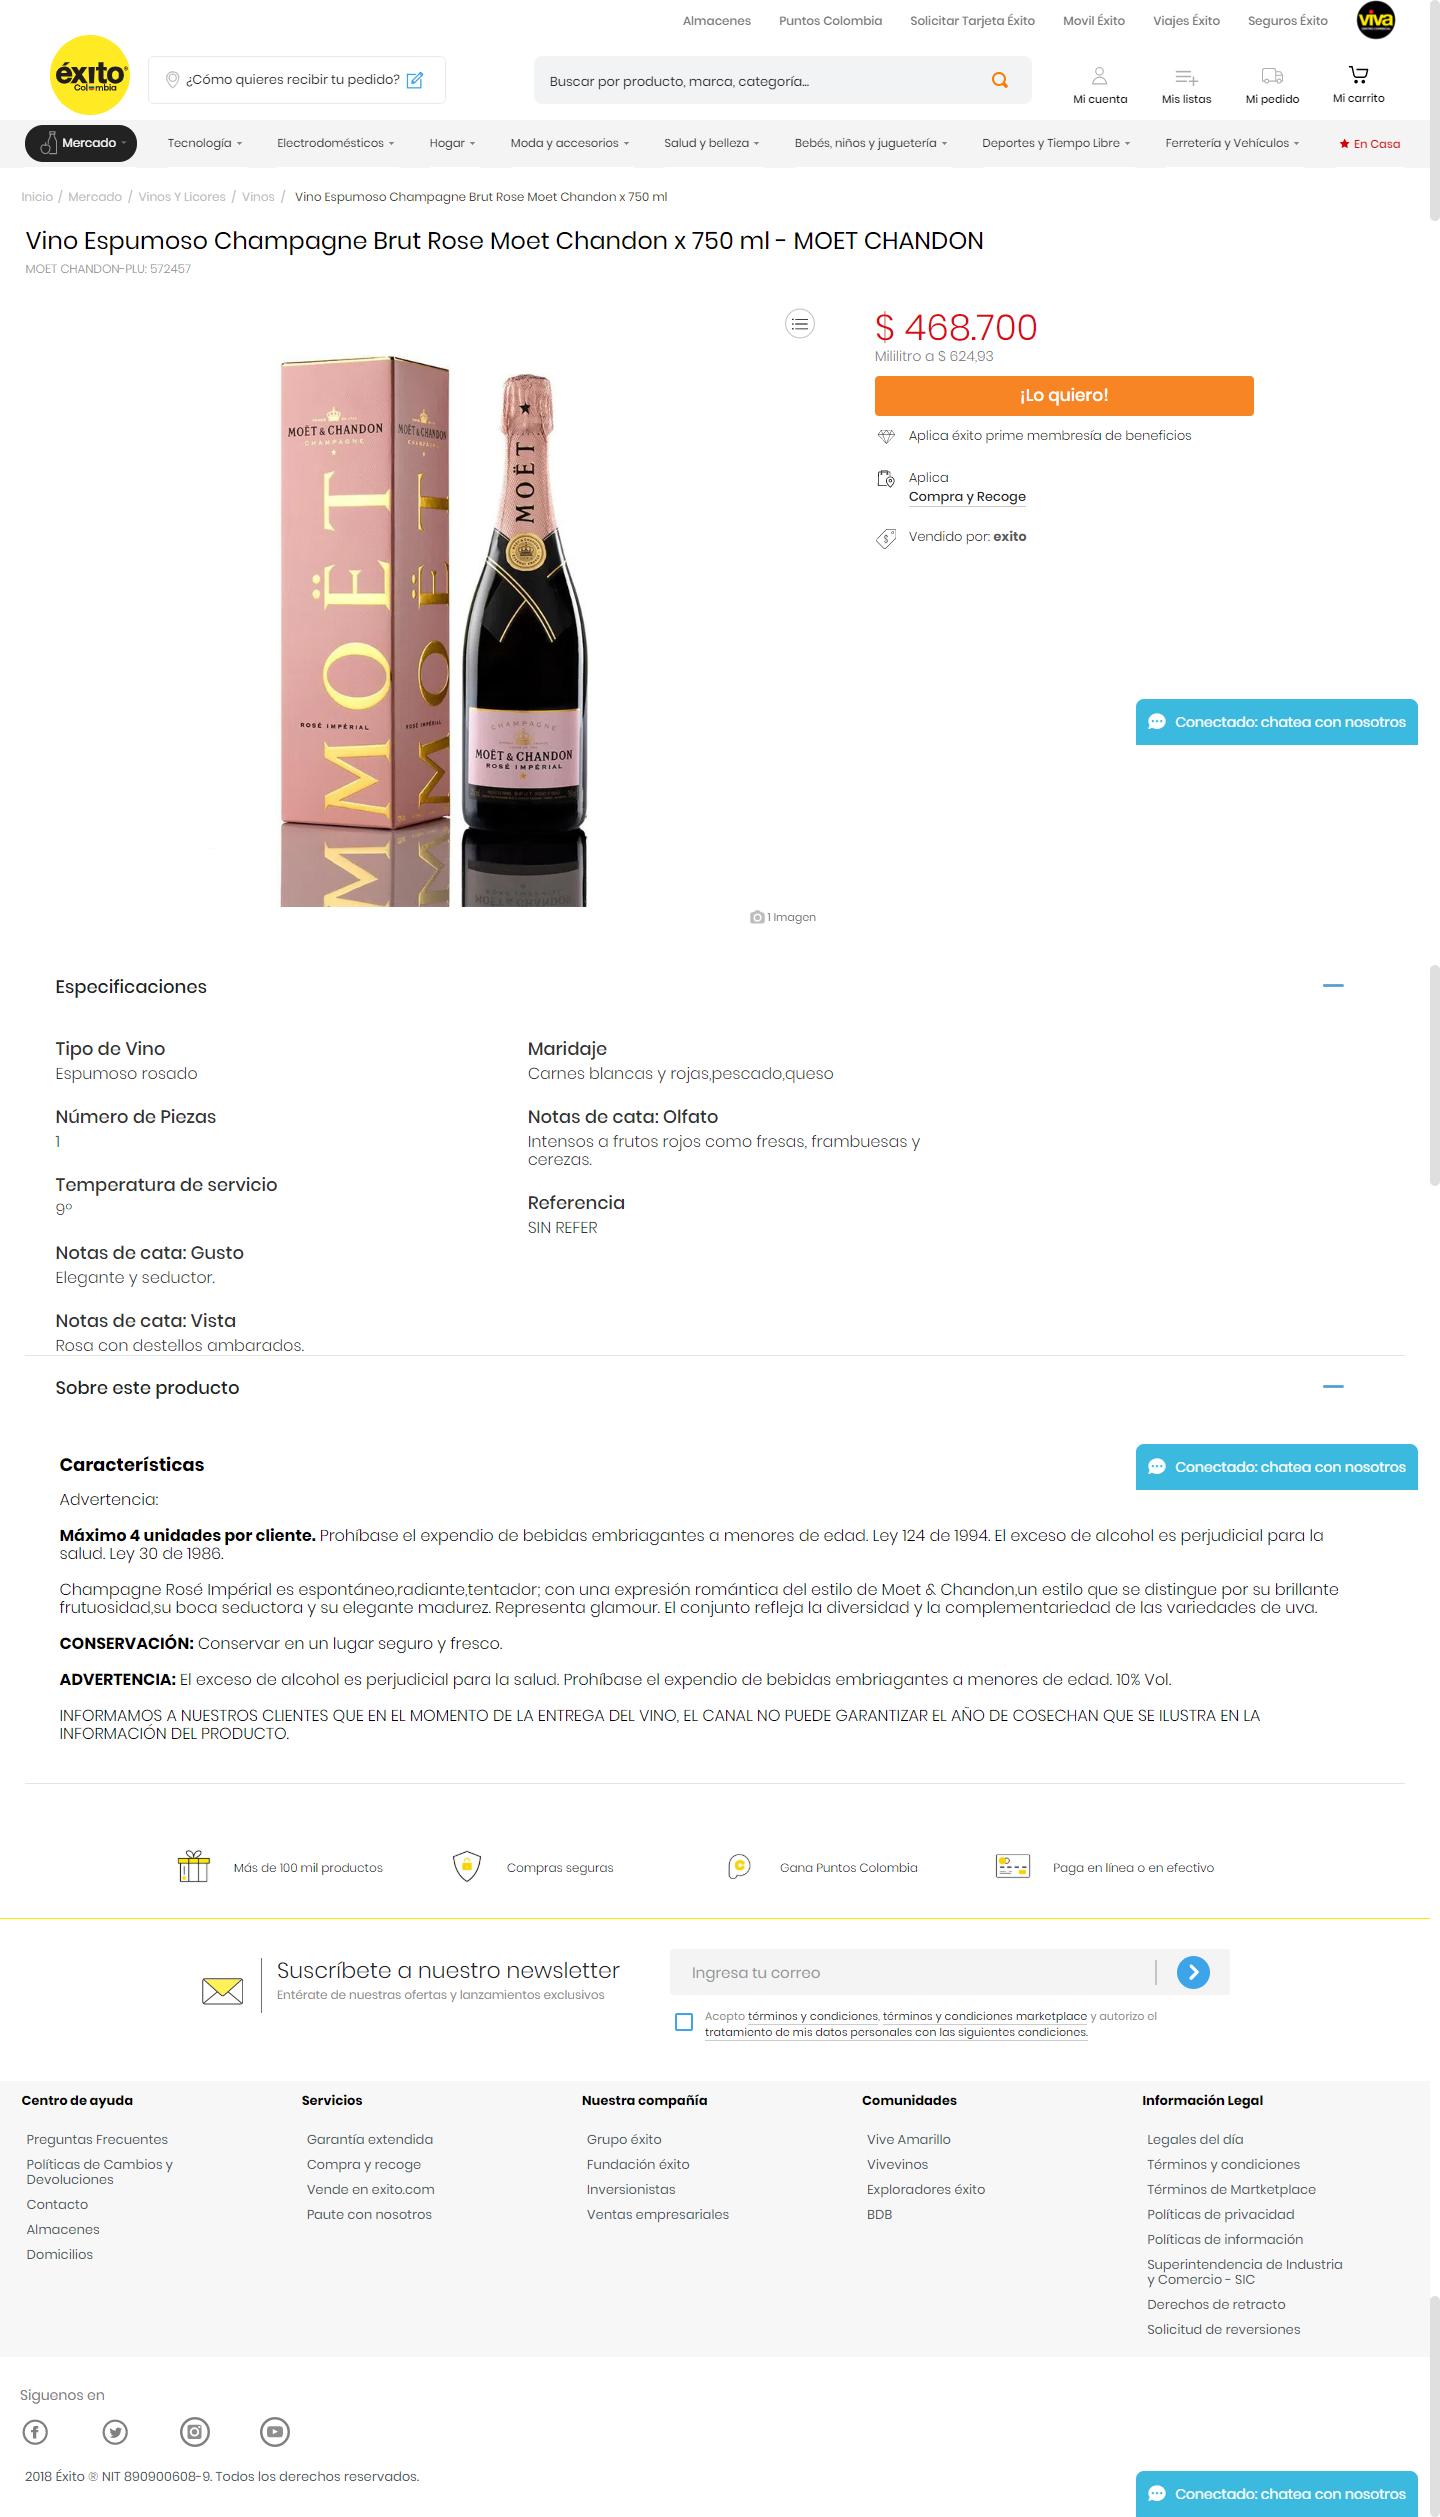 Almacenes Puntos Colombia Solicitar Tarjeta Éxito Movil Éxito Viajes Éxito Seguros Éxito viva
éxito
Colombia
¿Cómo quieres recibir tu pedido?
Buscar por producto, marca, categoría...
Mi cuenta Mis listas Mi pedido Mi carrito
Mercado Tecnología Electrodomésticos Hogar Moda y accesorios Salud y belleza Bebés, niños y juguetería Deportes y Tiempo Libre Ferretería y Vehículos En Casa
Inicio / Mercado / Vinos Y Licores / Vinos / Vino Espumoso Champagne Brut Rose Moet Chandon x 750 ml
Vino Espumoso Champagne Brut Rose Moet Chandon x 750 ml - MOET CHANDON
MOET CHANDON-PLU: 572457
MOËT & CHANDON
CHAMPAGNE
MOËT
ROSÉ IMPÉRIAL
MOËT & CHANDON
CHAMPAGNE
MOËT
ROSÉ IMPÉRIAL
MOËT
CHAMPAGNE
MOËT & CHANDON
ROSÉ IMPÉRIAL
$ 468.700
Mililitro a $ 624,93
¡Lo quiero!
Aplica éxito prime membresía de beneficios
Aplica
Compra y Recoge
Vendido por: exito
Conectado: chatea con nosotros
1 Imagen
Especificaciones
Tipo de Vino
Espumoso rosado
Número de Piezas
1
Temperatura de servicio
9º
Notas de cata: Gusto
Elegante y seductor.
Notas de cata: Vista
Rosa con destellos ambarados.
Maridaje
Carnes blancas y rojas,pescado,queso
Notas de cata: Olfato
Intensos a frutos rojos como fresas, frambuesas y
cerezas.
Referencia
SIN REFER
Sobre este producto
Conectado: chatea con nosotros
Características
Advertencia:
Máximo 4 unidades por cliente. Prohíbase el expendio de bebidas embriagantes a menores de edad. Ley 124 de 1994. El exceso de alcohol es perjudicial para la
salud. Ley 30 de 1986.
Champagne Rosé Impérial es espontáneo,radiante,tentador; con una expresión romántica del estilo de Moet & Chandon,un estilo que se distingue por su brillante
frutuosidad,su boca seductora y su elegante madurez. Representa glamour. El conjunto refleja la diversidad y la complementariedad de las variedades de uva.
CONSERVACIÓN: Conservar en un lugar seguro y fresco.
ADVERTENCIA: El exceso de alcohol es perjudicial para la salud. Prohíbase el expendio de bebidas embriagantes a menores de edad. 10% Vol.
INFORMAMOS A NUESTROS CLIENTES QUE EN EL MOMENTO DE LA ENTREGA DEL VINO, EL CANAL NO PUEDE GARANTIZAR EL AÑO DE COSECHAN QUE SE ILUSTRA EN LA
INFORMACIÓN DEL PRODUCTO.
Más de 100 mil productos
Compras seguras
Gana Puntos Colombia
Paga en línea o en efectivo
Suscríbete a nuestro newsletter
Entérate de nuestras ofertas y lanzamientos exclusivos
Ingresa tu correo
Acepto términos y condiciones, términos y condiciones marketplace y autorizo el
tratamiento de mis datos personales con las siguientes condiciones.
Centro de ayuda
Preguntas Frecuentes
Políticas de Cambios y
Devoluciones
Contacto
Almacenes
Domicilios
Servicios
Garantía extendida
Compra y recoge
Vende en exito.com
Paute con nosotros
Nuestra compañía
Grupo éxito
Fundación éxito
Inversionistas
Ventas empresariales
Comunidades
Vive Amarillo
Vivevinos
Exploradores éxito
BDB
Información Legal
Legales del día
Términos y condiciones
Términos de Martketplace
Políticas de privacidad
Políticas de información
Superintendencia de Industria
y Comercio - SIC
Derechos de retracto
Solicitud de reversiones
Siguenos en
2018 Éxito ® NIT 890900608-9. Todos los derechos reservados.
Conectado: chatea con nosotros